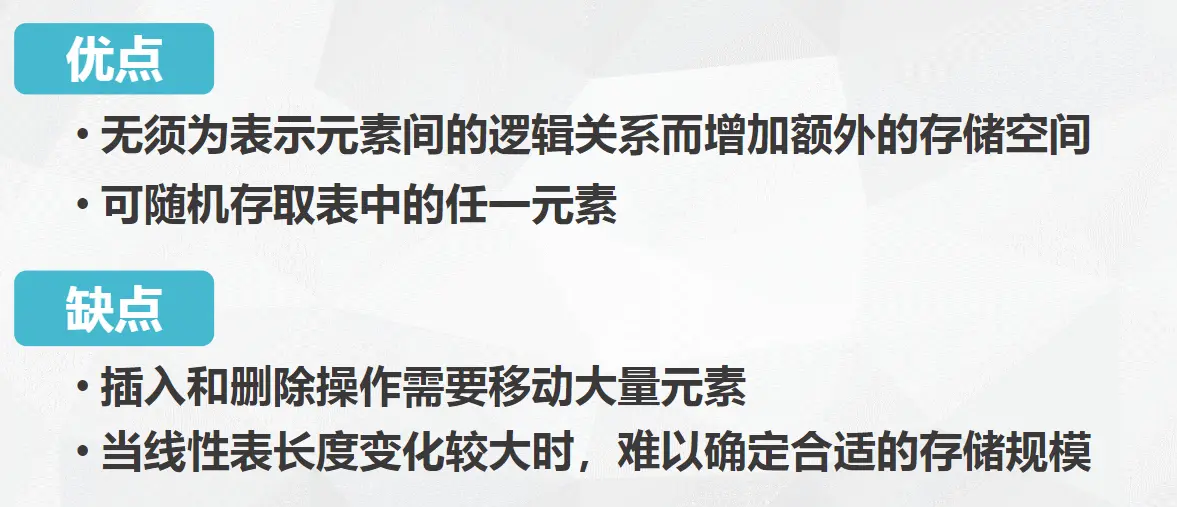 优点
• 无须为表示元素间的逻辑关系而增加额外的存储空间
• 可随机存取表中的任一元素
缺点
• 插入和删除操作需要移动大量元素
• 当线性表长度变化较大时，难以确定合适的存储规模